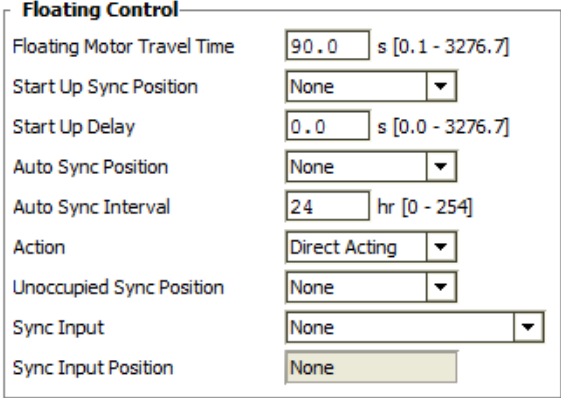 Floating Control
Floating Motor Travel Time 90.0 s [0.1 - 3276.7]
Start Up Sync Position None
Start Up Delay 0.0 s [0.0 - 3276.7]
Auto Sync Position None
Auto Sync Interval 24 hr [0 - 254]
Action Direct Acting
Unoccupied Sync Position None
Sync Input None
Sync Input Position None